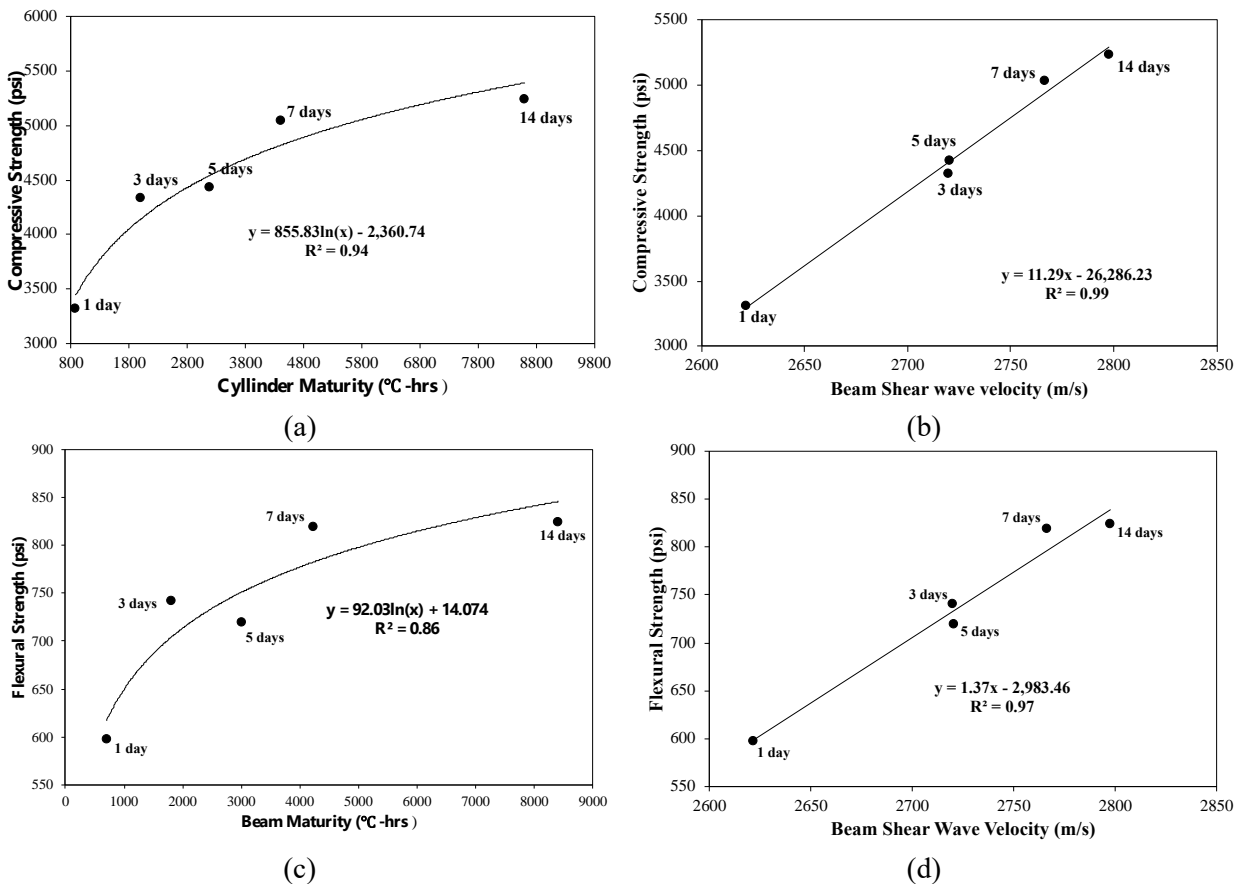 6000
5500
5000
4500
4000
3500
3000
Compressive Strength (psi)
1 day
3 days
5 days
7 days
14 days
y = 855.83ln(x) - 2,360.74
R² = 0.94
800 1800 2800 3800 4800 5800 6800 7800 8800 9800
Cyllinder Maturity (℃-hrs)
(a)
6000
5500
5000
4500
4000
3500
3000
Compressive Strength (psi)
1 day
3 days
5 days
7 days
14 days
y = 11.29x - 26,286.23
R² = 0.99
2600 2650 2700 2750 2800 2850
Beam Shear wave velocity (m/s)
(b)
900
850
800
750
700
650
600
550
Flexural Strength (psi)
1 day
3 days
5 days
7 days
14 days
y = 92.03ln(x) + 14.074
R² = 0.86
0 1000 2000 3000 4000 5000 6000 7000 8000 9000
Beam Maturity (℃-hrs)
(c)
900
850
800
750
700
650
600
550
Flexural Strength (psi)
1 day
3 days
5 days
7 days
14 days
y = 1.37x - 2,983.46
R² = 0.97
2600 2650 2700 2750 2800 2850
Beam Shear Wave Velocity (m/s)
(d)